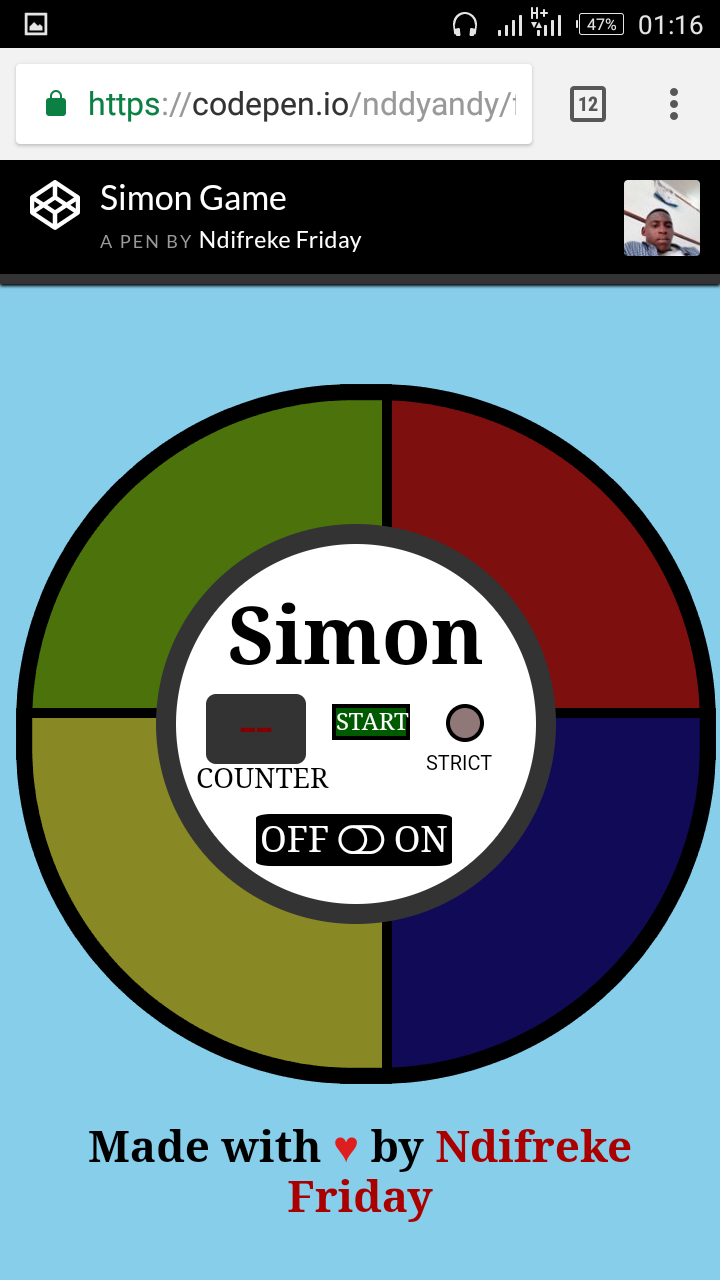 H+
47%
01:16
https://codepen.io/nddyandy/
12
Simon Game
A PEN BY Ndifreke Friday
Simon
--
START
COUNTER
STRICT
OFF ON
Made with ♥ by Ndifreke
Friday